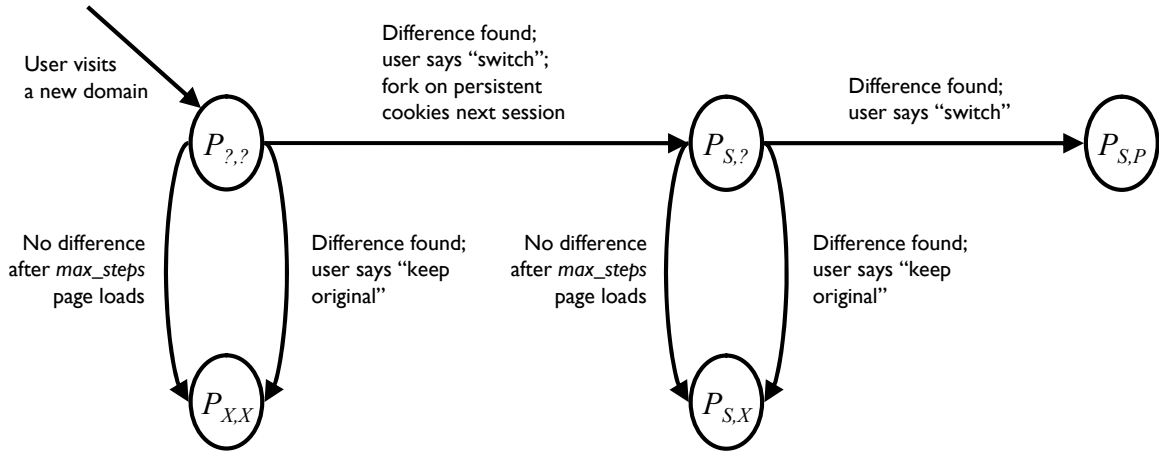 User visits
a new domain
Difference found;
user says “switch”;
fork on persistent
cookies next session
Difference found;
user says “switch”
P?,?
PS,?
PS,P
No difference
after max_steps
page loads
Difference found;
user says “keep
original”
No difference
after max_steps
page loads
Difference found;
user says “keep
original”
PX,X
PS,X